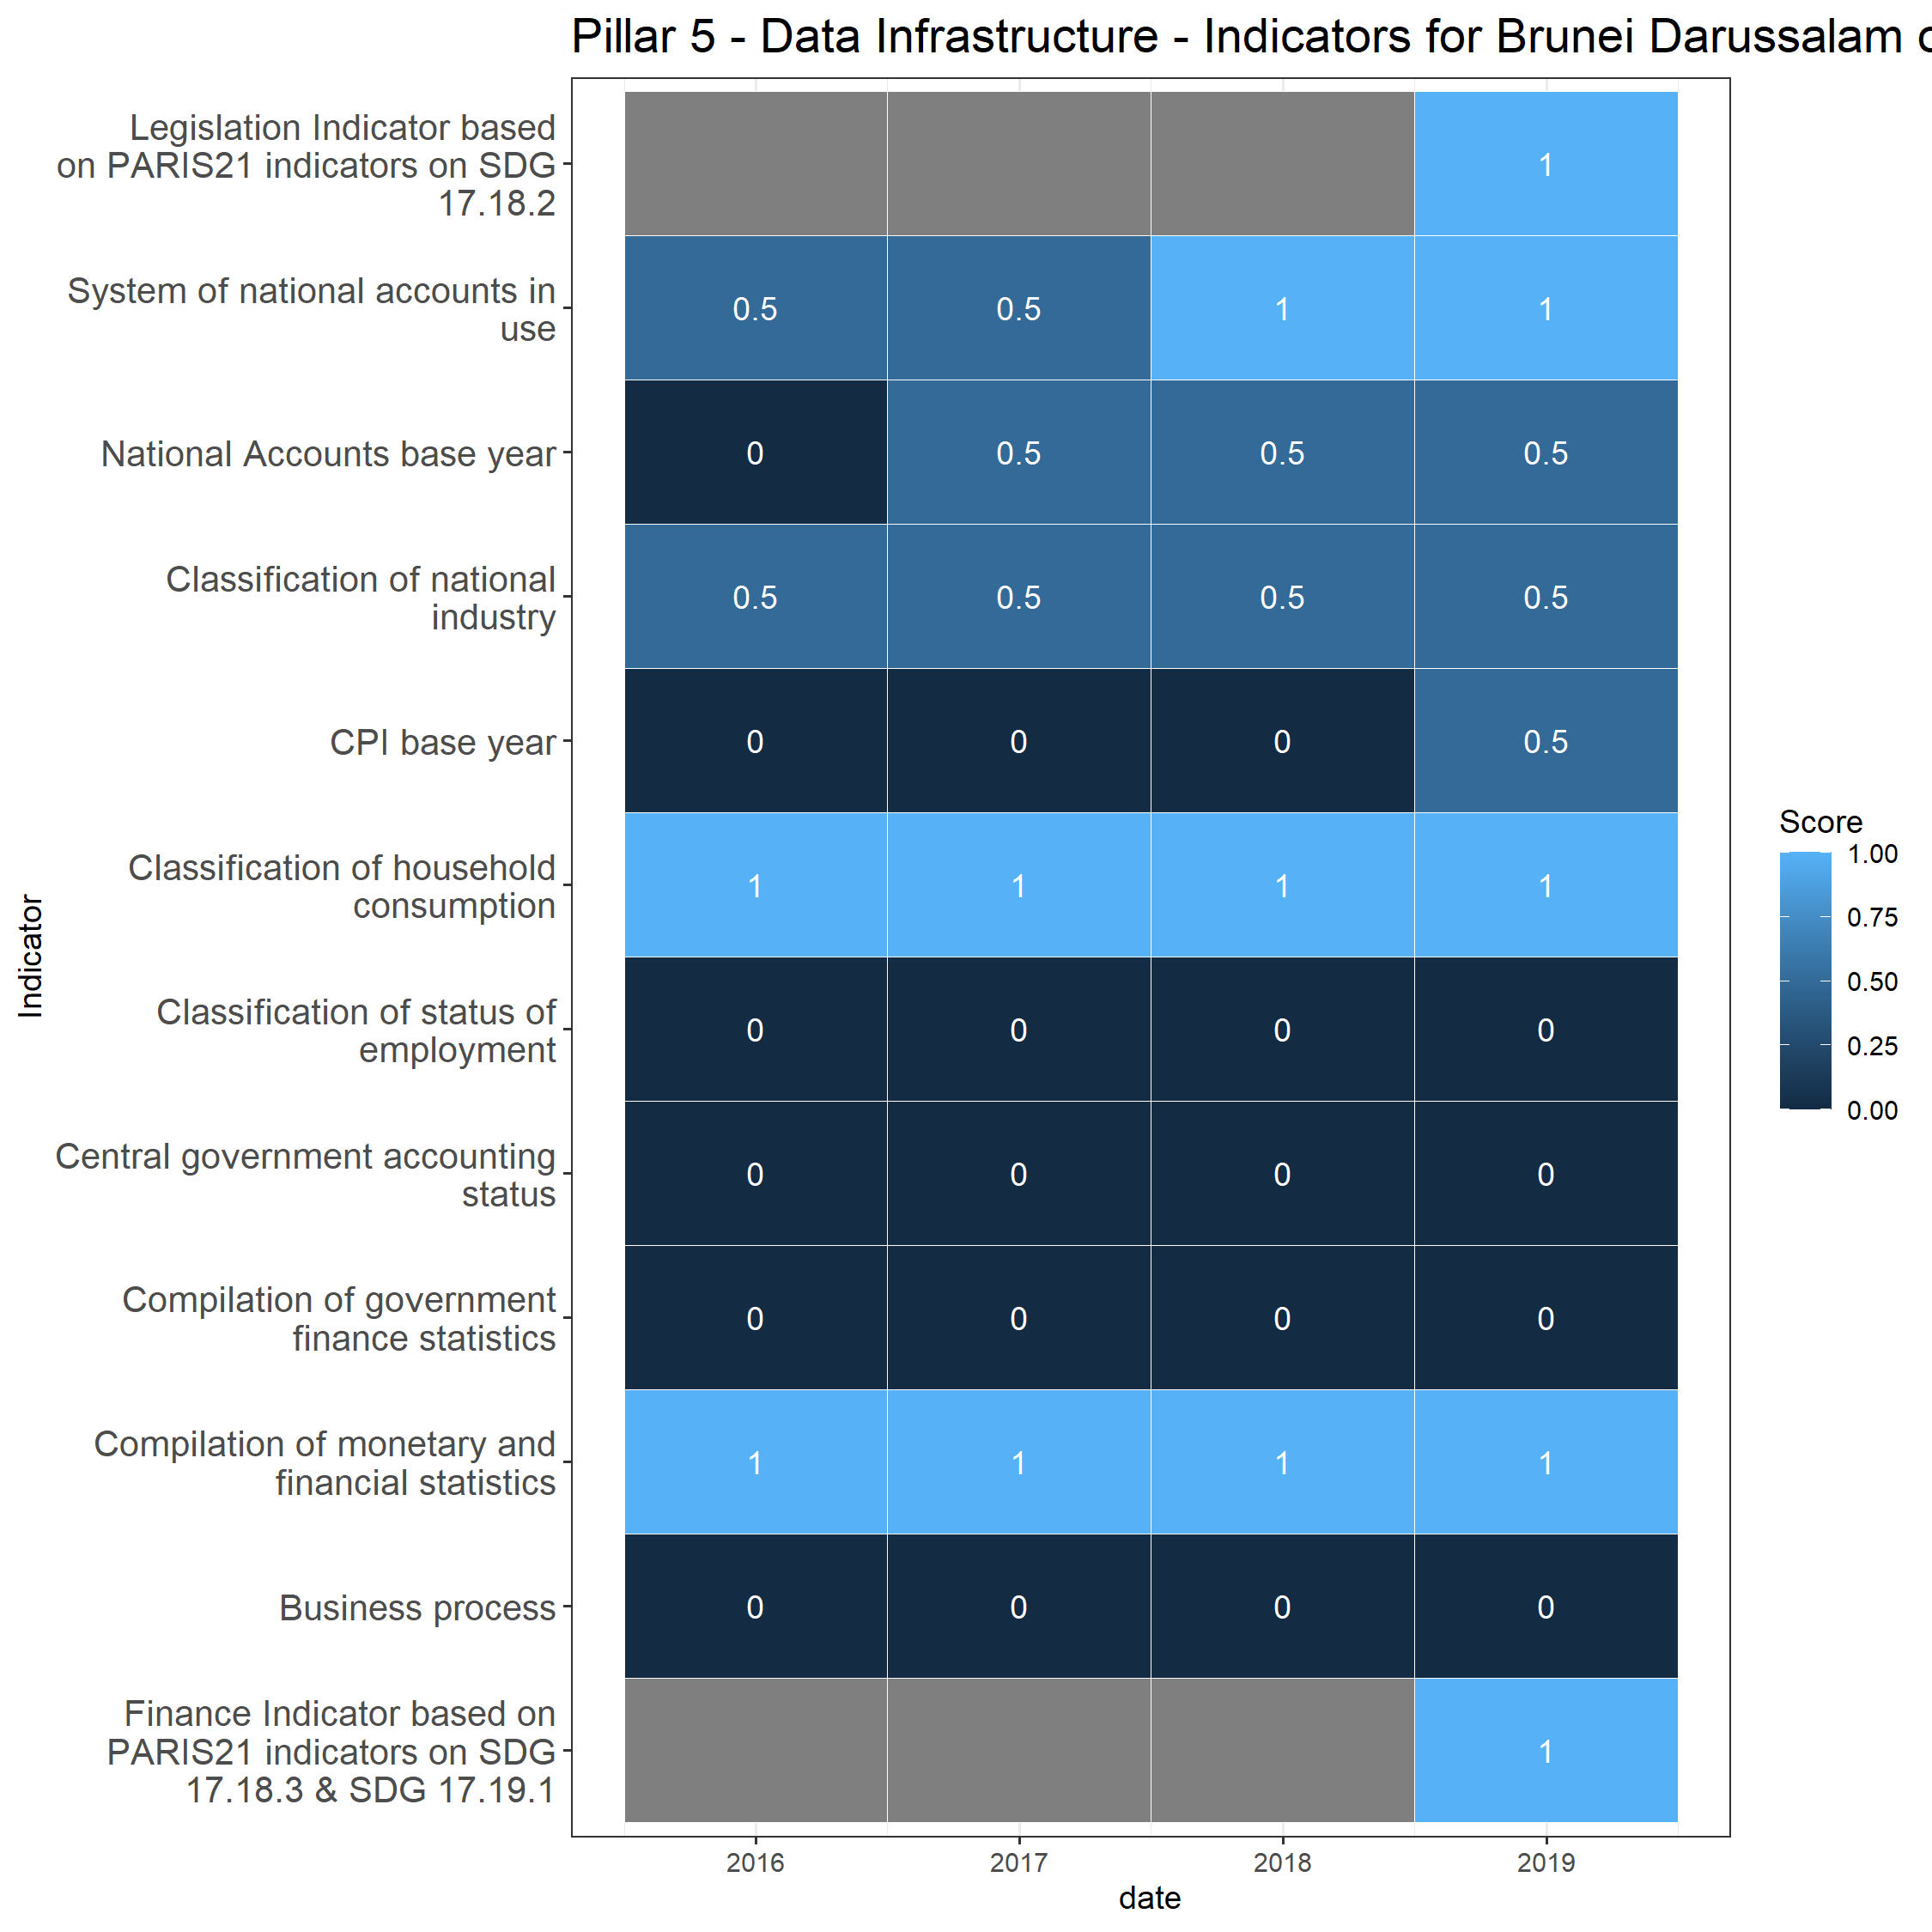 Pillar 5 - Data Infrastructure - Indicators for Brunei Darussalam
Legislation Indicator based
on PARIS21 indicators on SDG
17.18.2
1
System of national accounts in
use
0.5 0.5 1 1
National Accounts base year
0 0.5 0.5 0.5
Classification of national
industry
0.5 0.5 0.5 0.5
CPI base year
0 0 0 0.5
Classification of household
consumption
1 1 1 1
Classification of status of
employment
0 0 0 0
Central government accounting
status
0 0 0 0
Compilation of government
finance statistics
0 0 0 0
Compilation of monetary and
financial statistics
1 1 1 1
Business process
0 0 0 0
Finance Indicator based on
PARIS21 indicators on SDG
17.18.3 & SDG 17.19.1
1
2016 2017 2018 2019
date
Indicator
Score
1.00
0.75
0.50
0.25
0.00